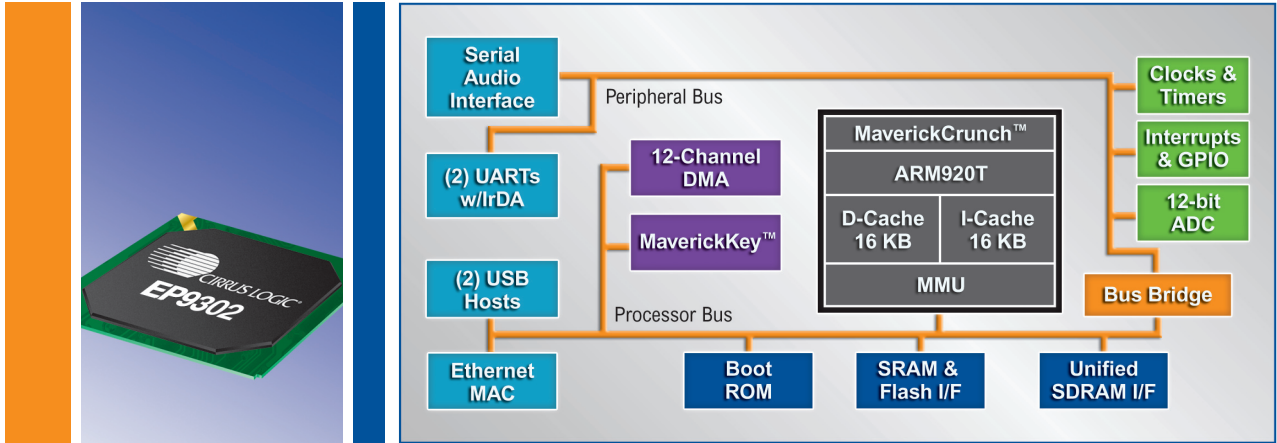 CIRRUS LOGIC®
EP9302
Serial
Audio
Interface
Peripheral Bus
(2) UARTs
w/IrDA
12-Channel
DMA
MaverickKey™
(2) USB
Hosts
Processor Bus
Ethernet
MAC
MaverickCrunch™
ARM920T
D-Cache
16 KB
I-Cache
16 KB
MMU
Clocks &
Timers
Interrupts
& GPIO
12-bit
ADC
Bus Bridge
Boot
ROM
SRAM &
Flash I/F
Unified
SDRAM I/F